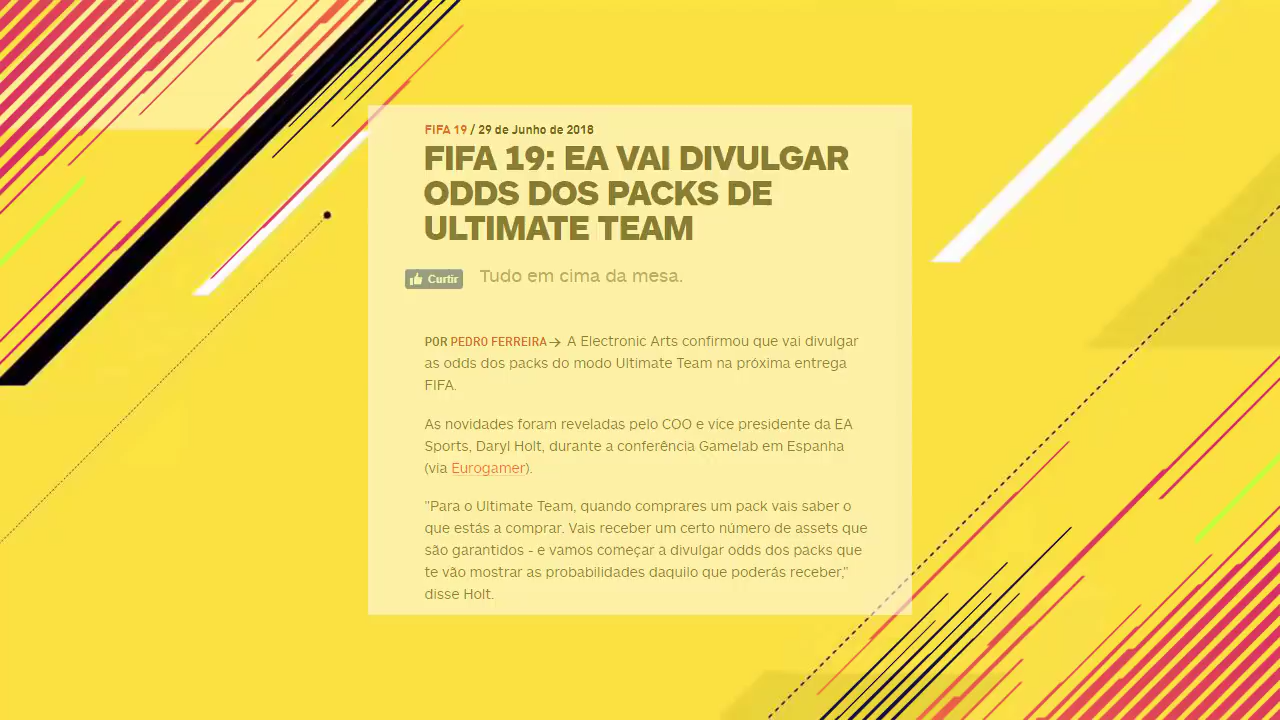 FIFA 19 / 29 de Junho de 2018
FIFA 19: EA VAI DIVULGAR
ODDS DOS PACKS DE
ULTIMATE TEAM
Curtir
Tudo em cima da mesa.
POR PEDRO FERREIRA → A Electronic Arts confirmou que vai divulgar
as odds dos packs do modo Ultimate Team na próxima entrega
FIFA.
As novidades foram reveladas pelo COO e vice presidente da EA
Sports, Daryl Holt, durante a conferência Gamelab em Espanha
(via Eurogamer).
"Para o Ultimate Team, quando comprares um pack vais saber o
que estás a comprar. Vais receber um certo número de assets que
são garantidos - e vamos começar a divulgar odds dos packs que
te vão mostrar as probabilidades daquilo que poderás receber,"
disse Holt.